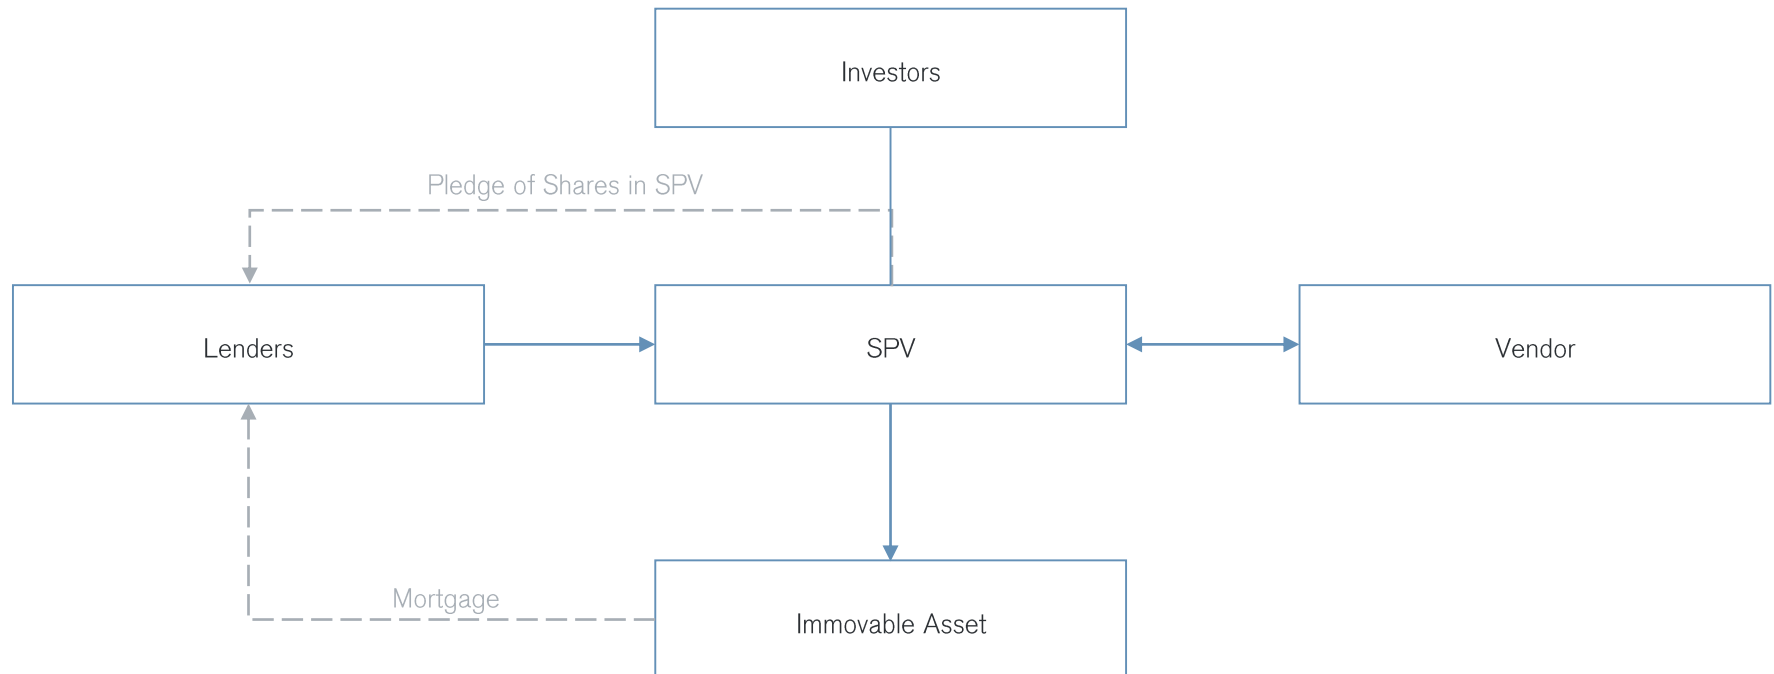 Investors
Pledge of Shares in SPV
Lenders
SPV
Vendor
Mortgage
Immovable Asset